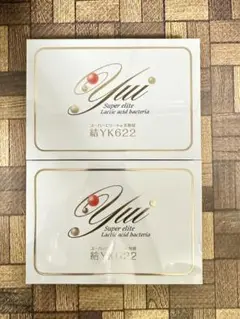 yui
Super elite
Lactic acid bacteria
結YK622
yui
Super elite
Lactic acid bacteria
結YK622